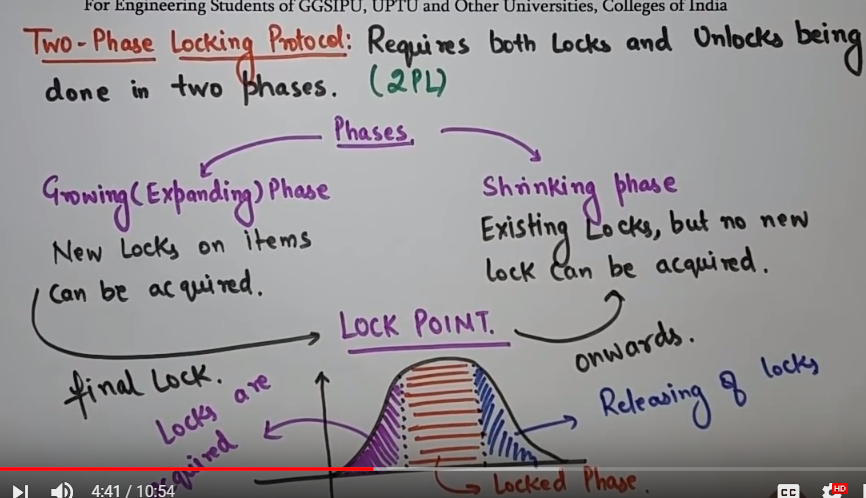 For Engineering Students of GGSIPU, UPTU and Other Universities, Colleges of India
Two-Phase Locking Protocol: Requires both Locks and Unlocks being
done in two phases. (2PL)
Phases
Growing (Expanding) Phase
New Locks on items
can be acquired.
Shrinking phase
Existing Locks, but no new
lock can be acquired.
LOCK POINT.
final Lock.
onwards.
Locks are
acquired
Releasing of locks
Locked Phase.
4:41 / 10:54
CC
HD